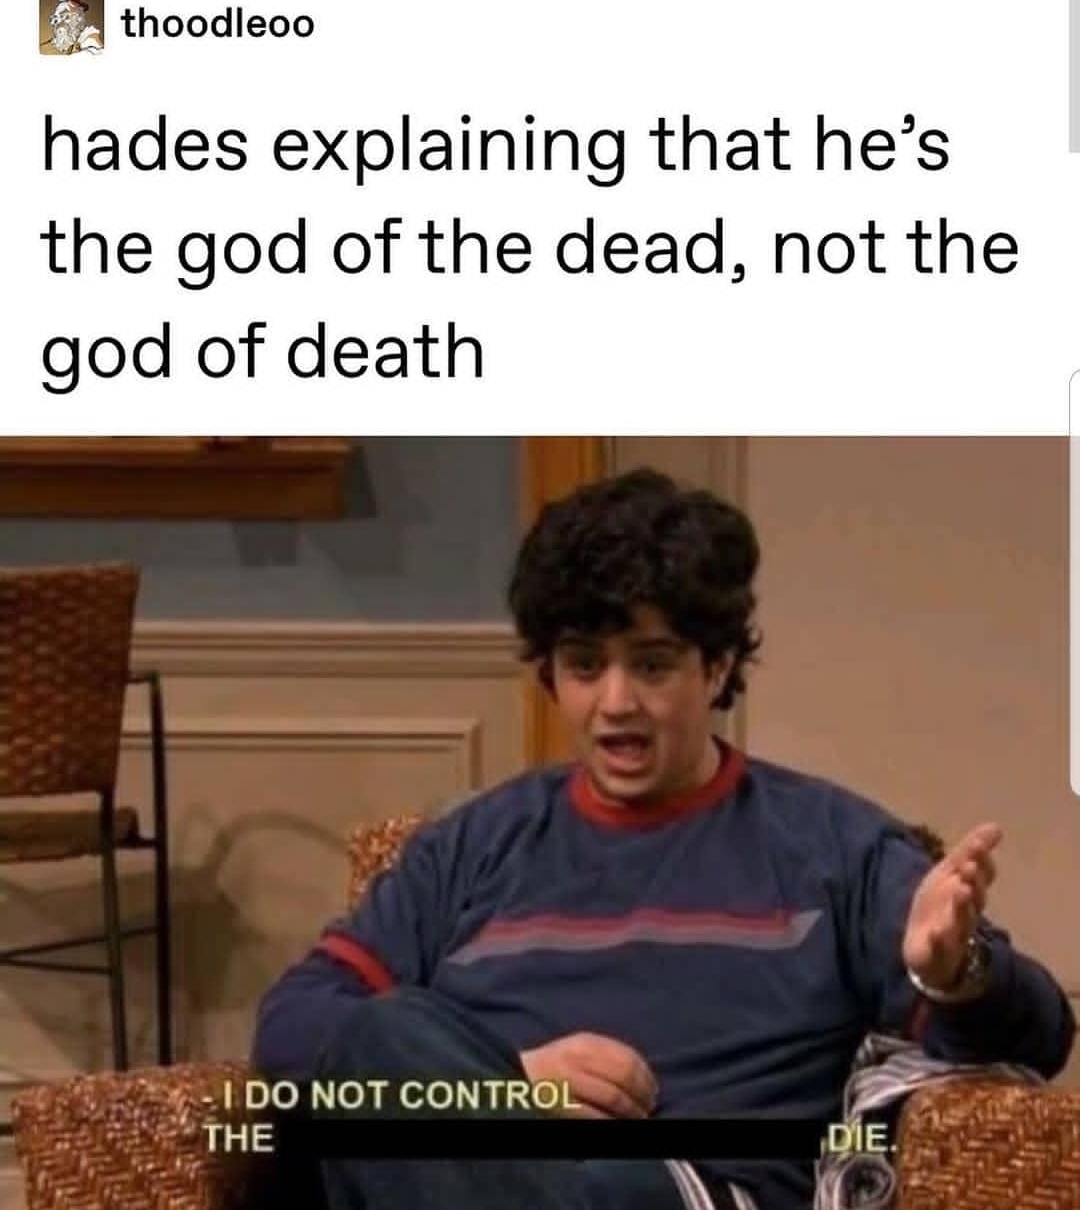 thoodleoo
hades explaining that he's
the god of the dead, not the
god of death
- I DO NOT CONTROL
THE DIE.